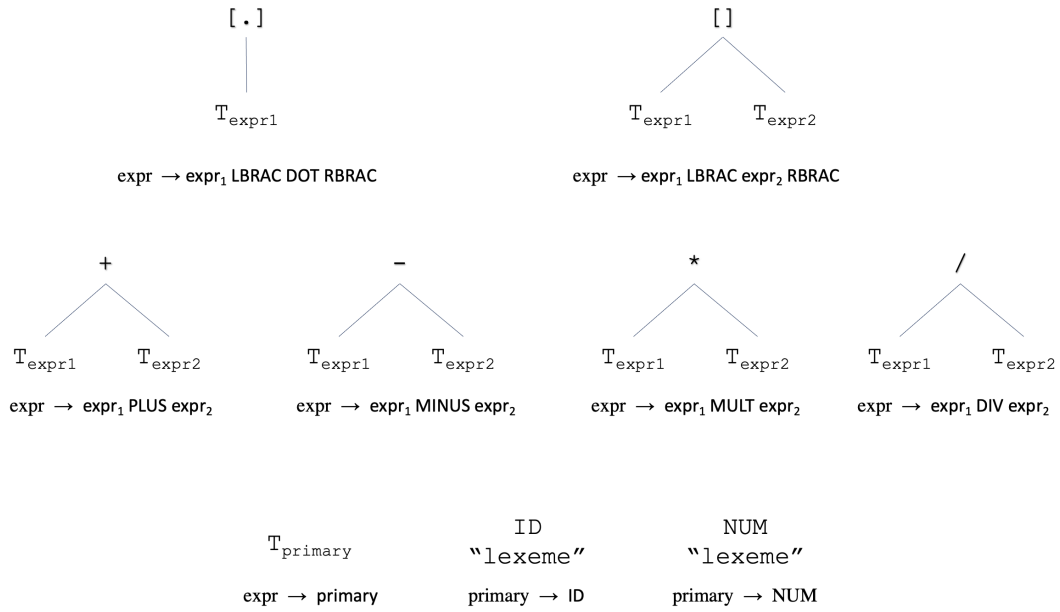 [.] []
T_expr1 T_expr1 T_expr2
expr → expr₁ LBRAC DOT RBRAC expr → expr₁ LBRAC expr₂ RBRAC
+ - * /
T_expr1 T_expr2 T_expr1 T_expr2 T_expr1 T_expr2 T_expr1 T_expr2
expr → expr₁ PLUS expr₂ expr → expr₁ MINUS expr₂ expr → expr₁ MULT expr₂ expr → expr₁ DIV expr₂
T_primary ID NUM
“lexeme” “lexeme”
expr → primary primary → ID primary → NUM